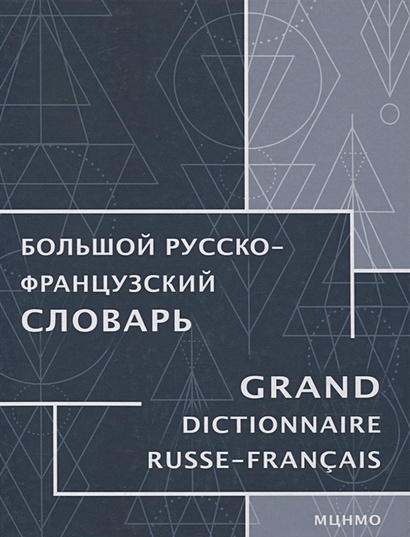 БОЛЬШОЙ РУССКО–
ФРАНЦУЗСКИЙ
СЛОВАРЬ
GRAND
DICTIONNAIRE
RUSSE–FRANÇAIS
МЦНМО